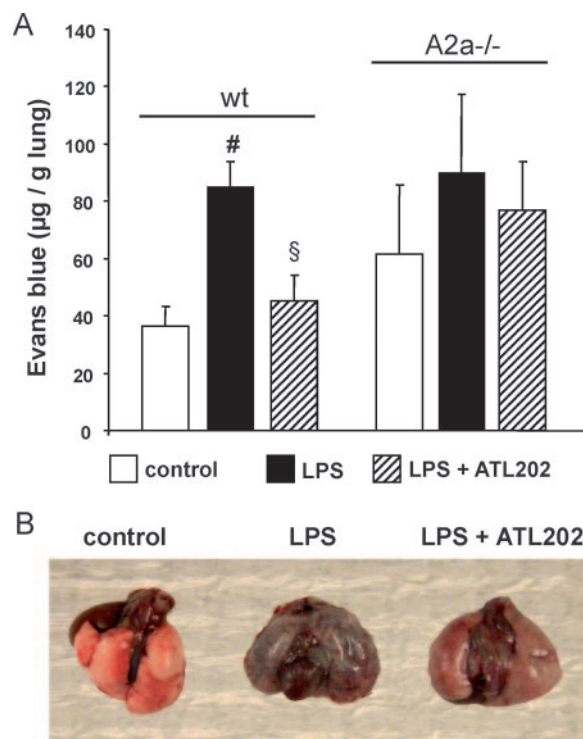 A
Evans blue (µg / g lung)
140
120
100
80
60
40
20
0
wt
A2a-/-
#
§
control LPS LPS + ATL202
B
control LPS LPS + ATL202